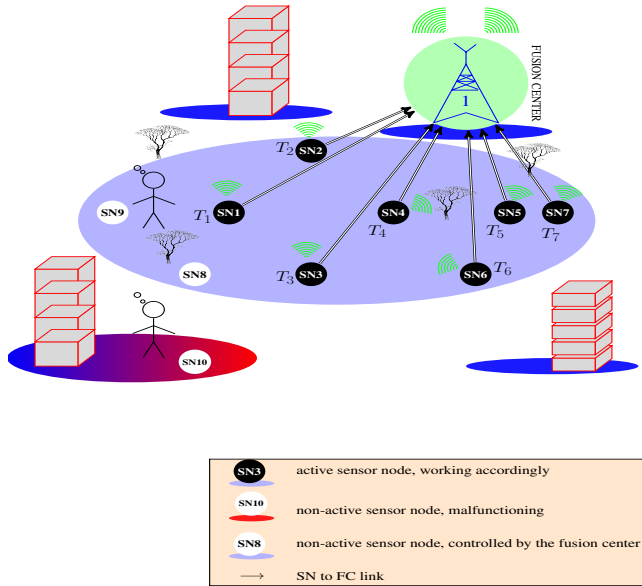 FUSION CENTER
1
SN2
T2
SN9
T1
SN1
SN4
T4
SN5
T5
SN7
T7
SN8
T3
SN3
SN6
T6
SN10
SN3 active sensor node, working accordingly
SN10 non-active sensor node, malfunctioning
SN8 non-active sensor node, controlled by the fusion center
SN to FC link